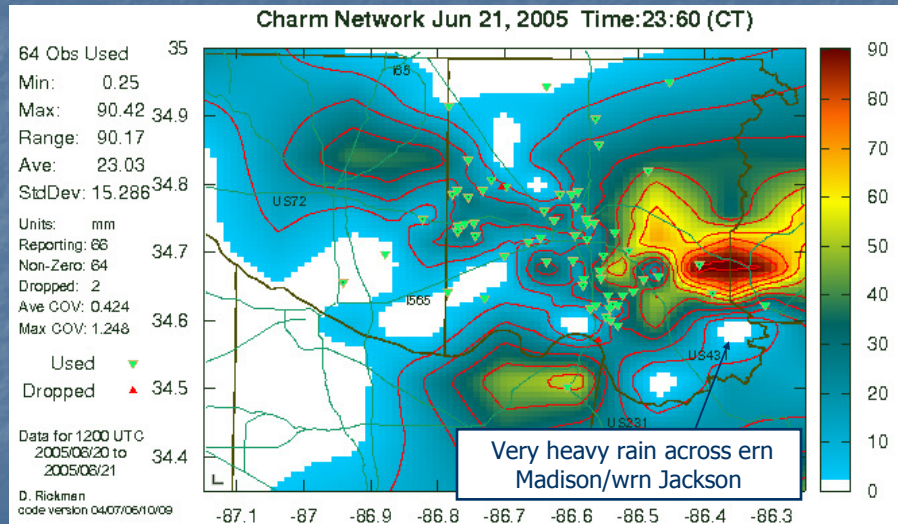 Charm Network Jun 21, 2005 Time:23:60 (CT)
64 Obs Used
Min: 0.25
Max: 90.42
Range: 90.17
Ave: 23.03
StdDev: 15.286
Units: mm
Reporting: 66
Non-Zero: 64
Dropped: 2
Ave COV: 0.424
Max COV: 1.248
Used
Dropped
Data for 1200 UTC
2005/06/20 to
2005/06/21
D. Rickman
code version 04/07/06/10/09
35
34.9
34.8
34.7
34.6
34.5
34.4
I65
US72
I565
US431
US231
Very heavy rain across ern
Madison/wrn Jackson
-87.1 -87 -86.9 -86.8 -86.7 -86.6 -86.5 -86.4 -86.3
90
80
70
60
50
40
30
20
10
0